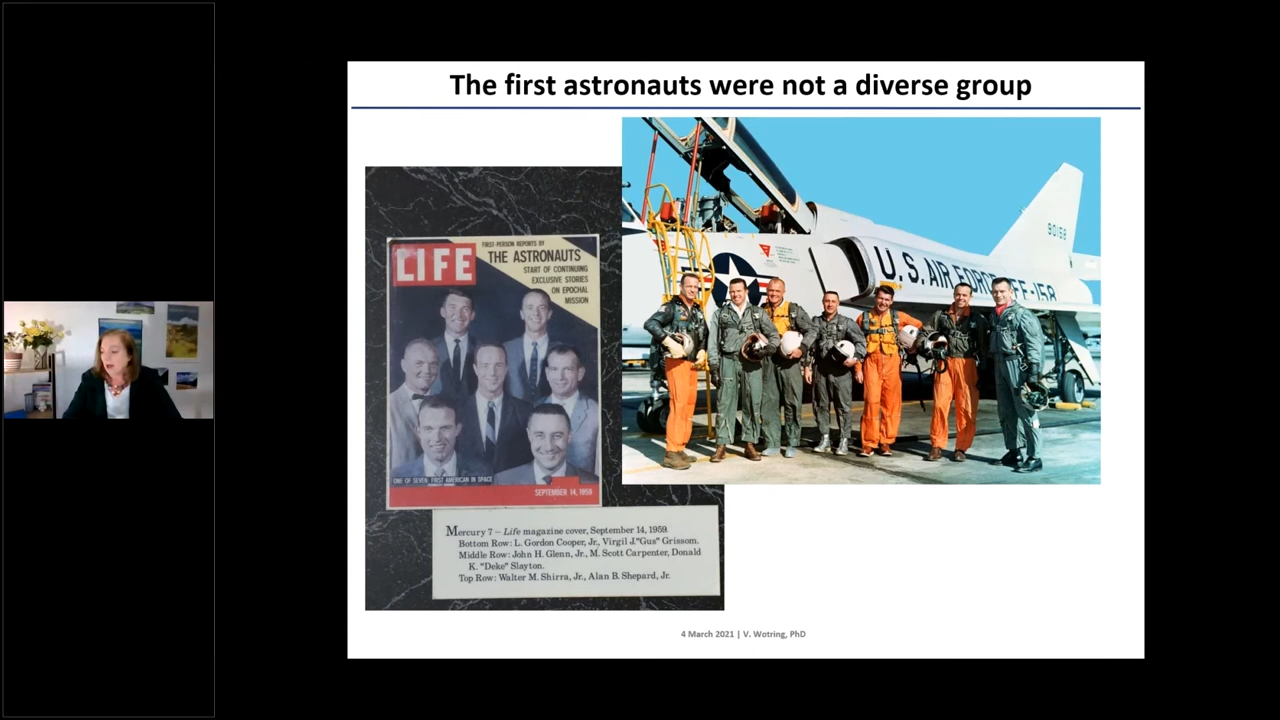 The first astronauts were not a diverse group
LIFE
FIRST-PERSON REPORTS BY
THE ASTRONAUTS
START OF CONTINUING
EXCLUSIVE STORIES
ON EPOCHAL
MISSION
ONE OF SEVEN: FIRST AMERICAN IN SPACE
SEPTEMBER 14, 1959
90159
U.S. AIR FORCE
FF-158
Mercury 7 – Life magazine cover, September 14, 1959.
Bottom Row: L. Gordon Cooper, Jr., Virgil J."Gus" Grissom.
Middle Row: John H. Glenn, Jr., M. Scott Carpenter, Donald
K. "Deke" Slayton.
Top Row: Walter M. Shirra, Jr., Alan B. Shepard, Jr.
4 March 2021 | V. Wotring, PhD